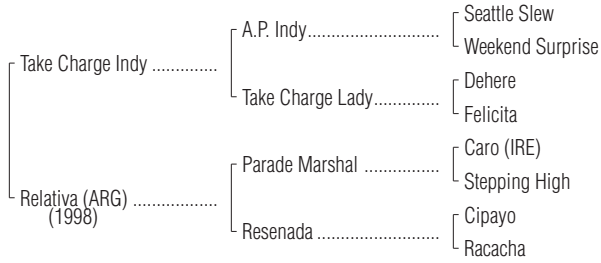 Seattle Slew
A.P. Indy..............................
Weekend Surprise
Take Charge Indy ..............
Dehere
Take Charge Lady...............
Felicita
Caro (IRE)
Parade Marshal .................
Stepping High
Relativa (ARG) ..................
(1998)
Cipayo
Resenada ............................
Racacha